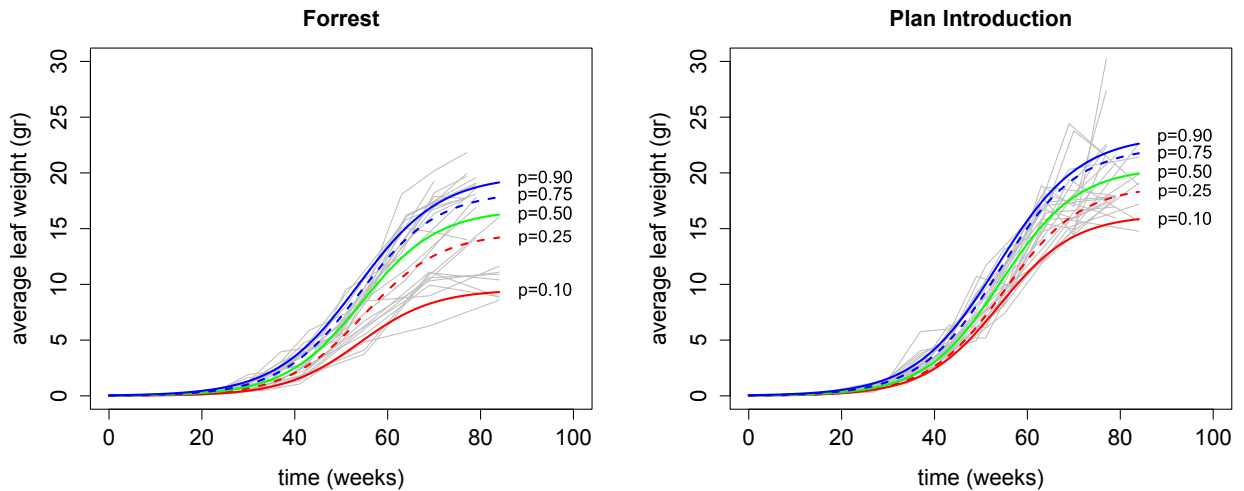 Forrest
30
25
20
15
10
5
0
average leaf weight (gr)
p=0.90
p=0.75
p=0.50
p=0.25
p=0.10
0 20 40 60 80 100
time (weeks)
Plan Introduction
30
25
20
15
10
5
0
average leaf weight (gr)
p=0.90
p=0.75
p=0.50
p=0.25
p=0.10
0 20 40 60 80 100
time (weeks)